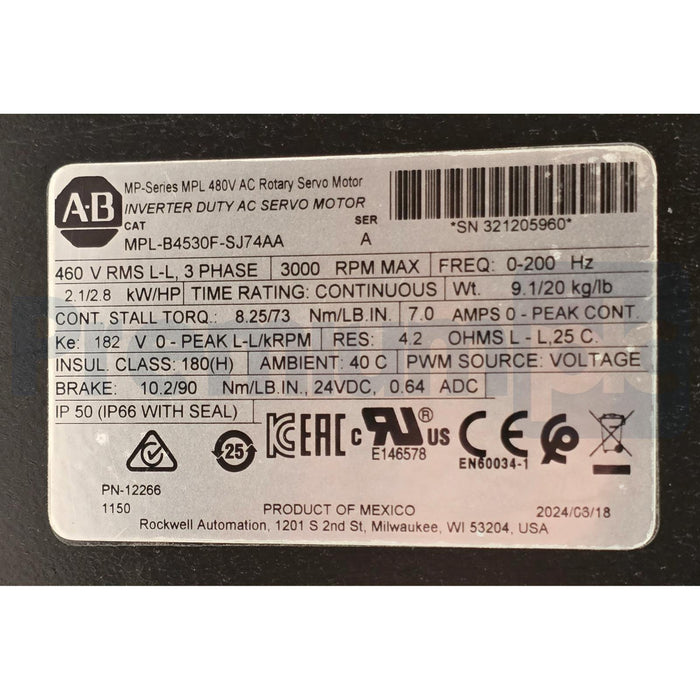 A-B
MP-Series MPL 480V AC Rotary Servo Motor
INVERTER DUTY AC SERVO MOTOR
CAT SER
MPL-B4530F-SJ74AA A
*SN 321205960*
460 V RMS L-L, 3 PHASE 3000 RPM MAX FREQ: 0-200 Hz
2.1/2.8 kW/HP TIME RATING: CONTINUOUS Wt. 9.1/20 kg/lb
CONT. STALL TORQ.: 8.25/73 Nm/LB.IN. 7.0 AMPS 0 - PEAK CONT.
Ke: 182 V 0 - PEAK L-L/kRPM RES: 4.2 OHMS L - L,25 C.
INSUL. CLASS: 180(H) AMBIENT: 40 C PWM SOURCE: VOLTAGE
BRAKE: 10.2/90 Nm/LB.IN., 24VDC, 0.64 ADC
IP 50 (IP66 WITH SEAL)
25
EAC
c RU ® US
E146578
CE
EN60034-1
PN-12266
1150
PRODUCT OF MEXICO
2024/03/18
Rockwell Automation, 1201 S 2nd St, Milwaukee, WI 53204, USA